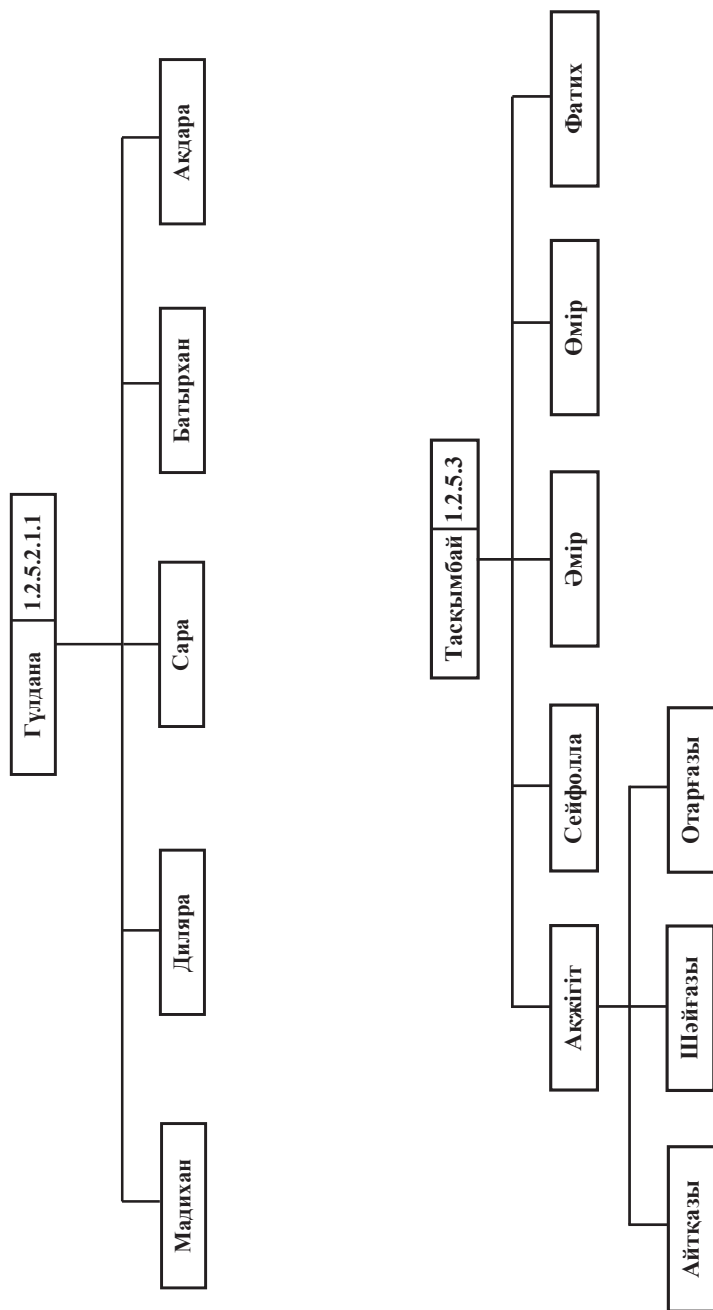 Гүлдана 1.2.5.2.1.1
Мадихан
Диляра
Сара
Батырхан
Ақдара
Тасқымбай 1.2.5.3
Ақжігіт
Сейфолла
Әмір
Өмір
Фатих
Айтқазы
Шәйғазы
Отарғазы